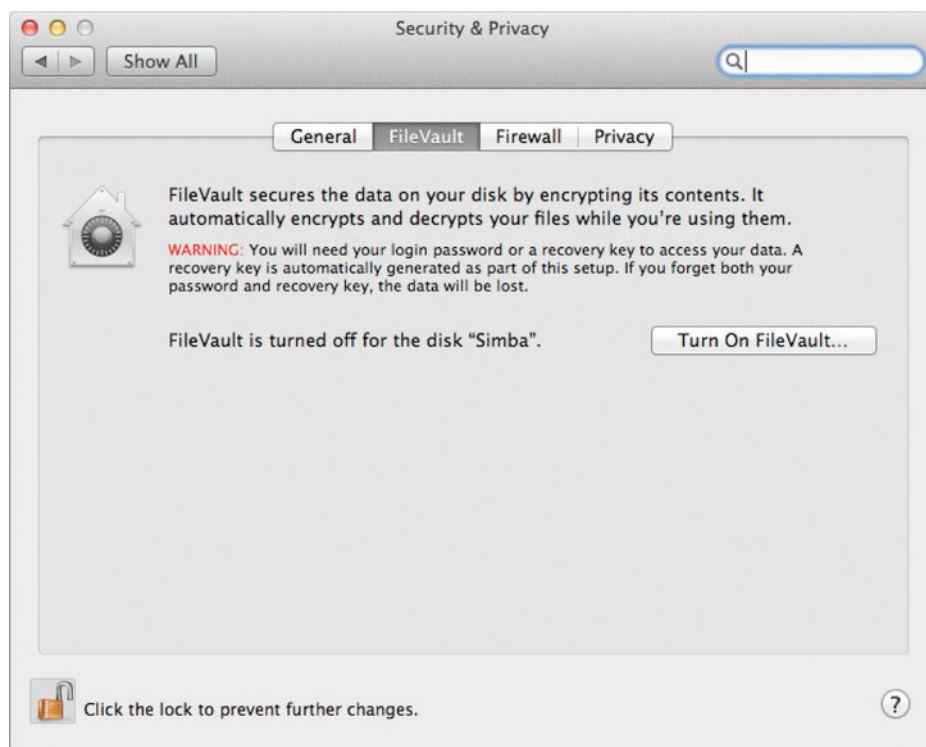 Security & Privacy
Show All
General FileVault Firewall Privacy
FileVault secures the data on your disk by encrypting its contents. It
automatically encrypts and decrypts your files while you’re using them.
WARNING: You will need your login password or a recovery key to access your data. A
recovery key is automatically generated as part of this setup. If you forget both your
password and recovery key, the data will be lost.
FileVault is turned off for the disk “Simba”. Turn On FileVault...
Click the lock to prevent further changes. ?